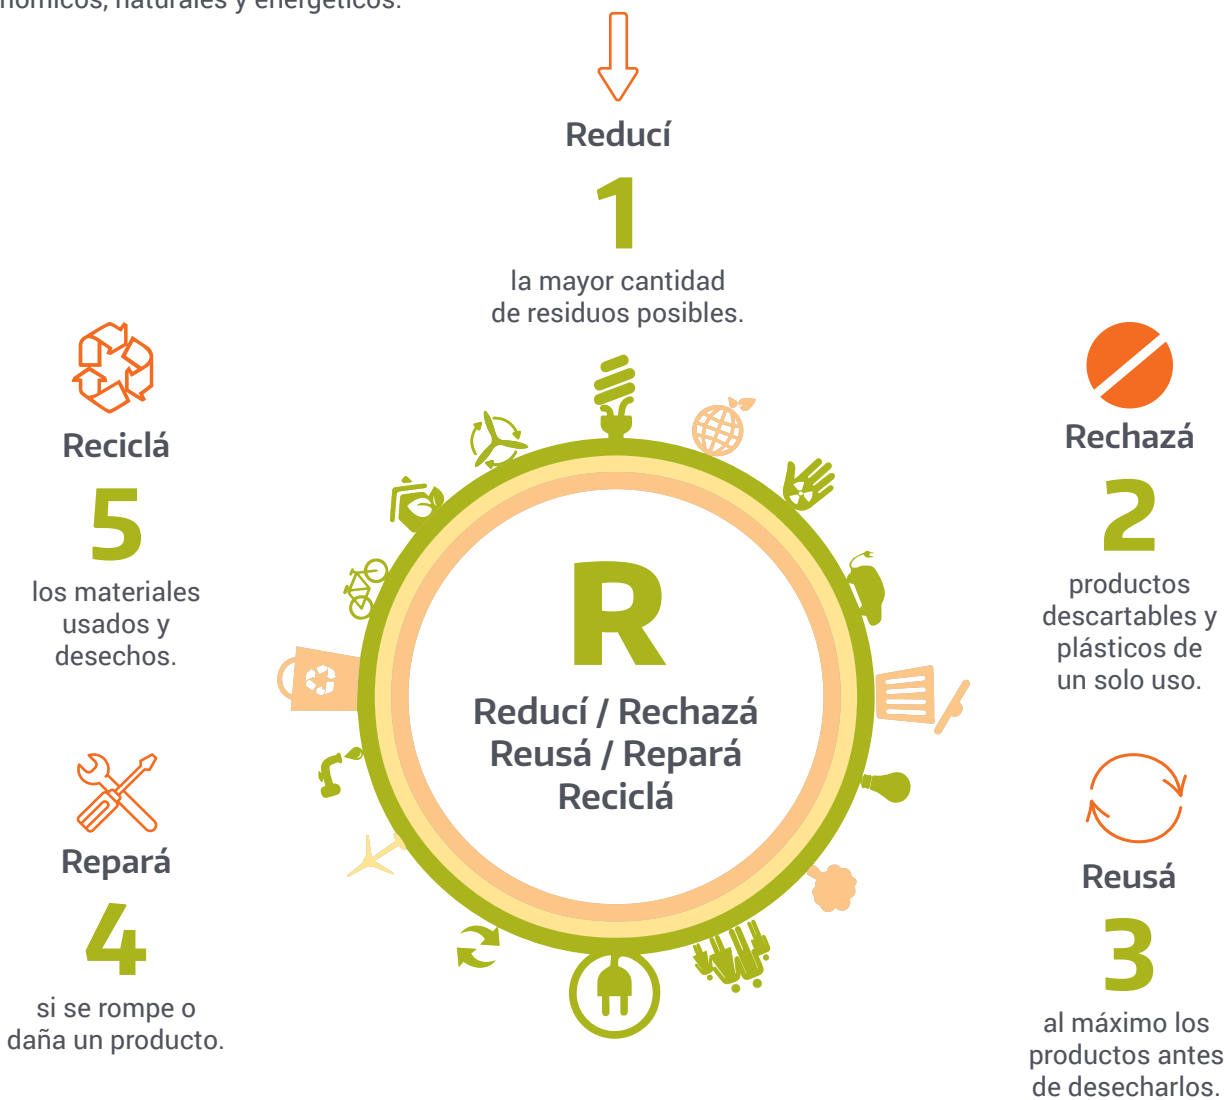 naturales y energéticos.
Reducí
1
la mayor cantidad
de residuos posibles.
Rechazá
2
productos
descartables y
plásticos de
un solo uso.
Reusá
3
al máximo los
productos antes
de desecharlos.
Repará
4
si se rompe o
daña un producto.
Reciclá
5
los materiales
usados y
desechos.
R
Reducí / Rechazá
Reusá / Repará
Reciclá